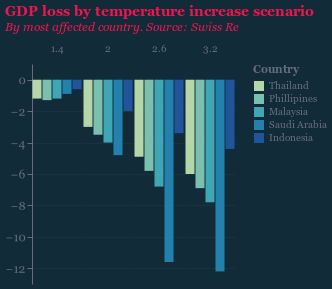 GDP loss by temperature increase scenario
By most affected country. Source: Swiss Re
1.4 2 2.6 3.2
Country
Thailand
Phillipines
Malaysia
Saudi Arabia
Indonesia
0
−2
−4
−6
−8
−10
−12